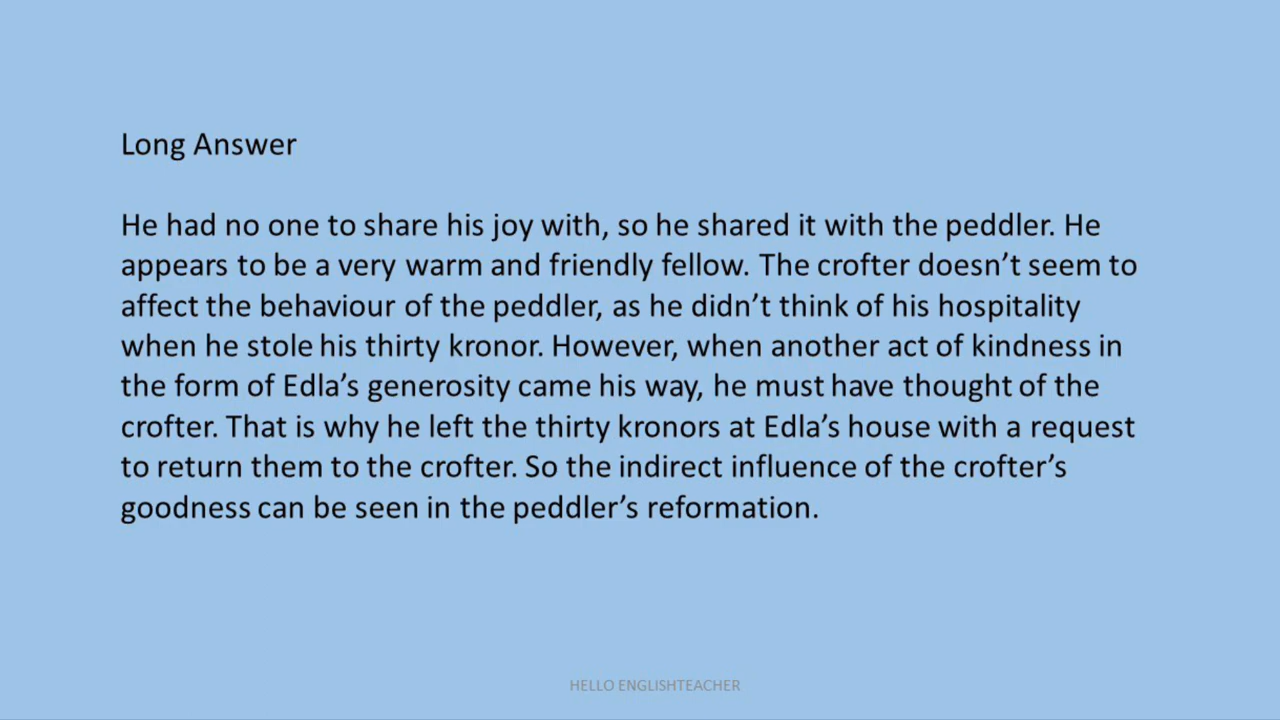 Long Answer
He had no one to share his joy with, so he shared it with the peddler. He
appears to be a very warm and friendly fellow. The crofter doesn’t seem to
affect the behaviour of the peddler, as he didn’t think of his hospitality
when he stole his thirty kronor. However, when another act of kindness in
the form of Edla’s generosity came his way, he must have thought of the
crofter. That is why he left the thirty kronors at Edla’s house with a request
to return them to the crofter. So the indirect influence of the crofter’s
goodness can be seen in the peddler’s reformation.
HELLO ENGLISHTEACHER